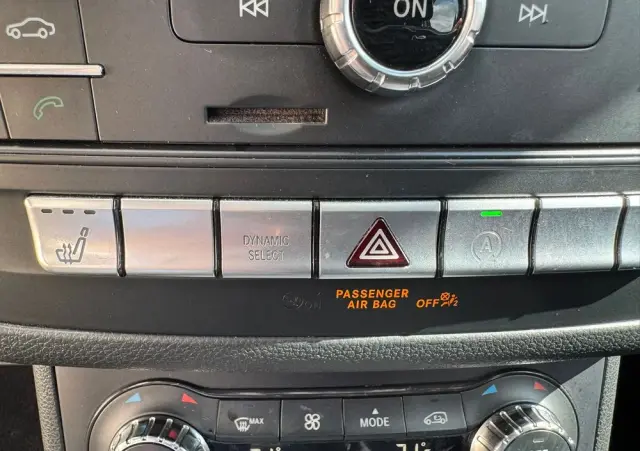 ON
DYNAMIC
SELECT
A
PASSENGER
AIR BAG OFF
MAX
MODE